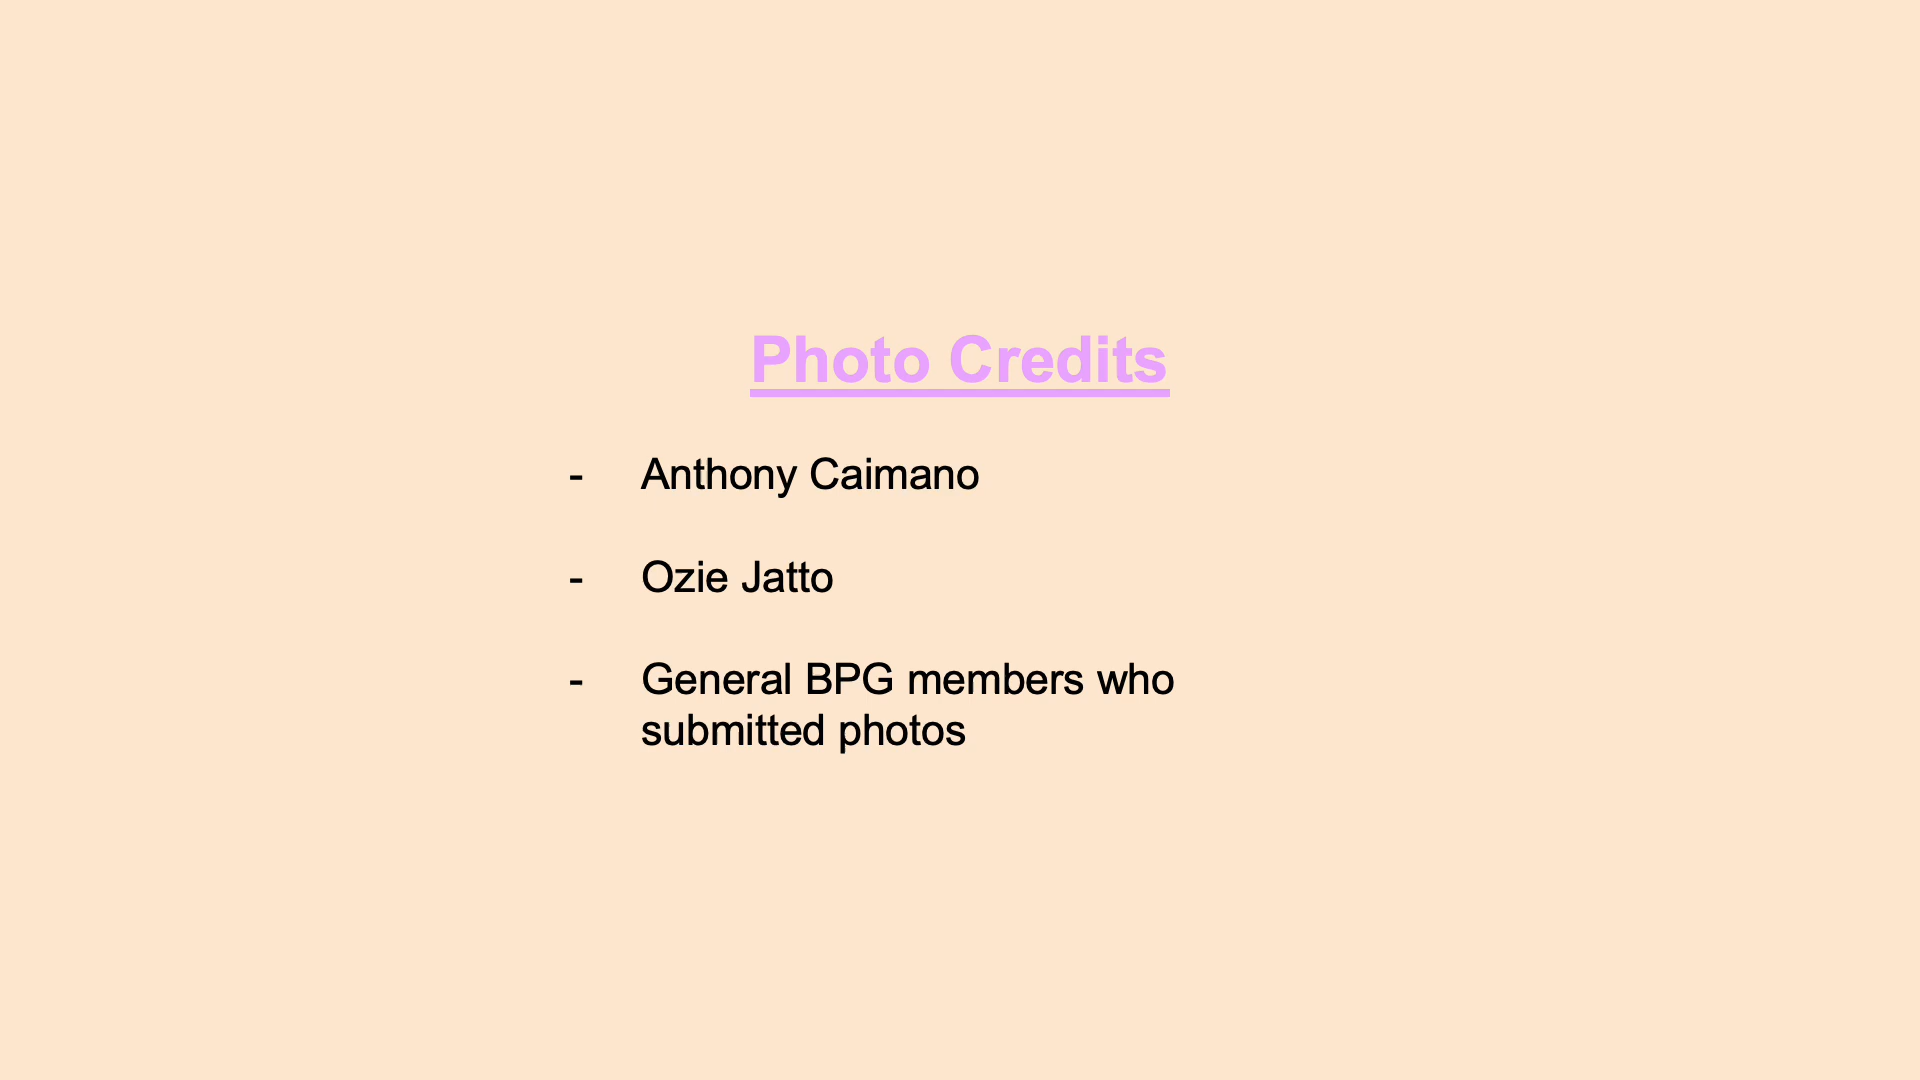 Photo Credits
- Anthony Caimano
- Ozie Jatto
- General BPG members who
submitted photos